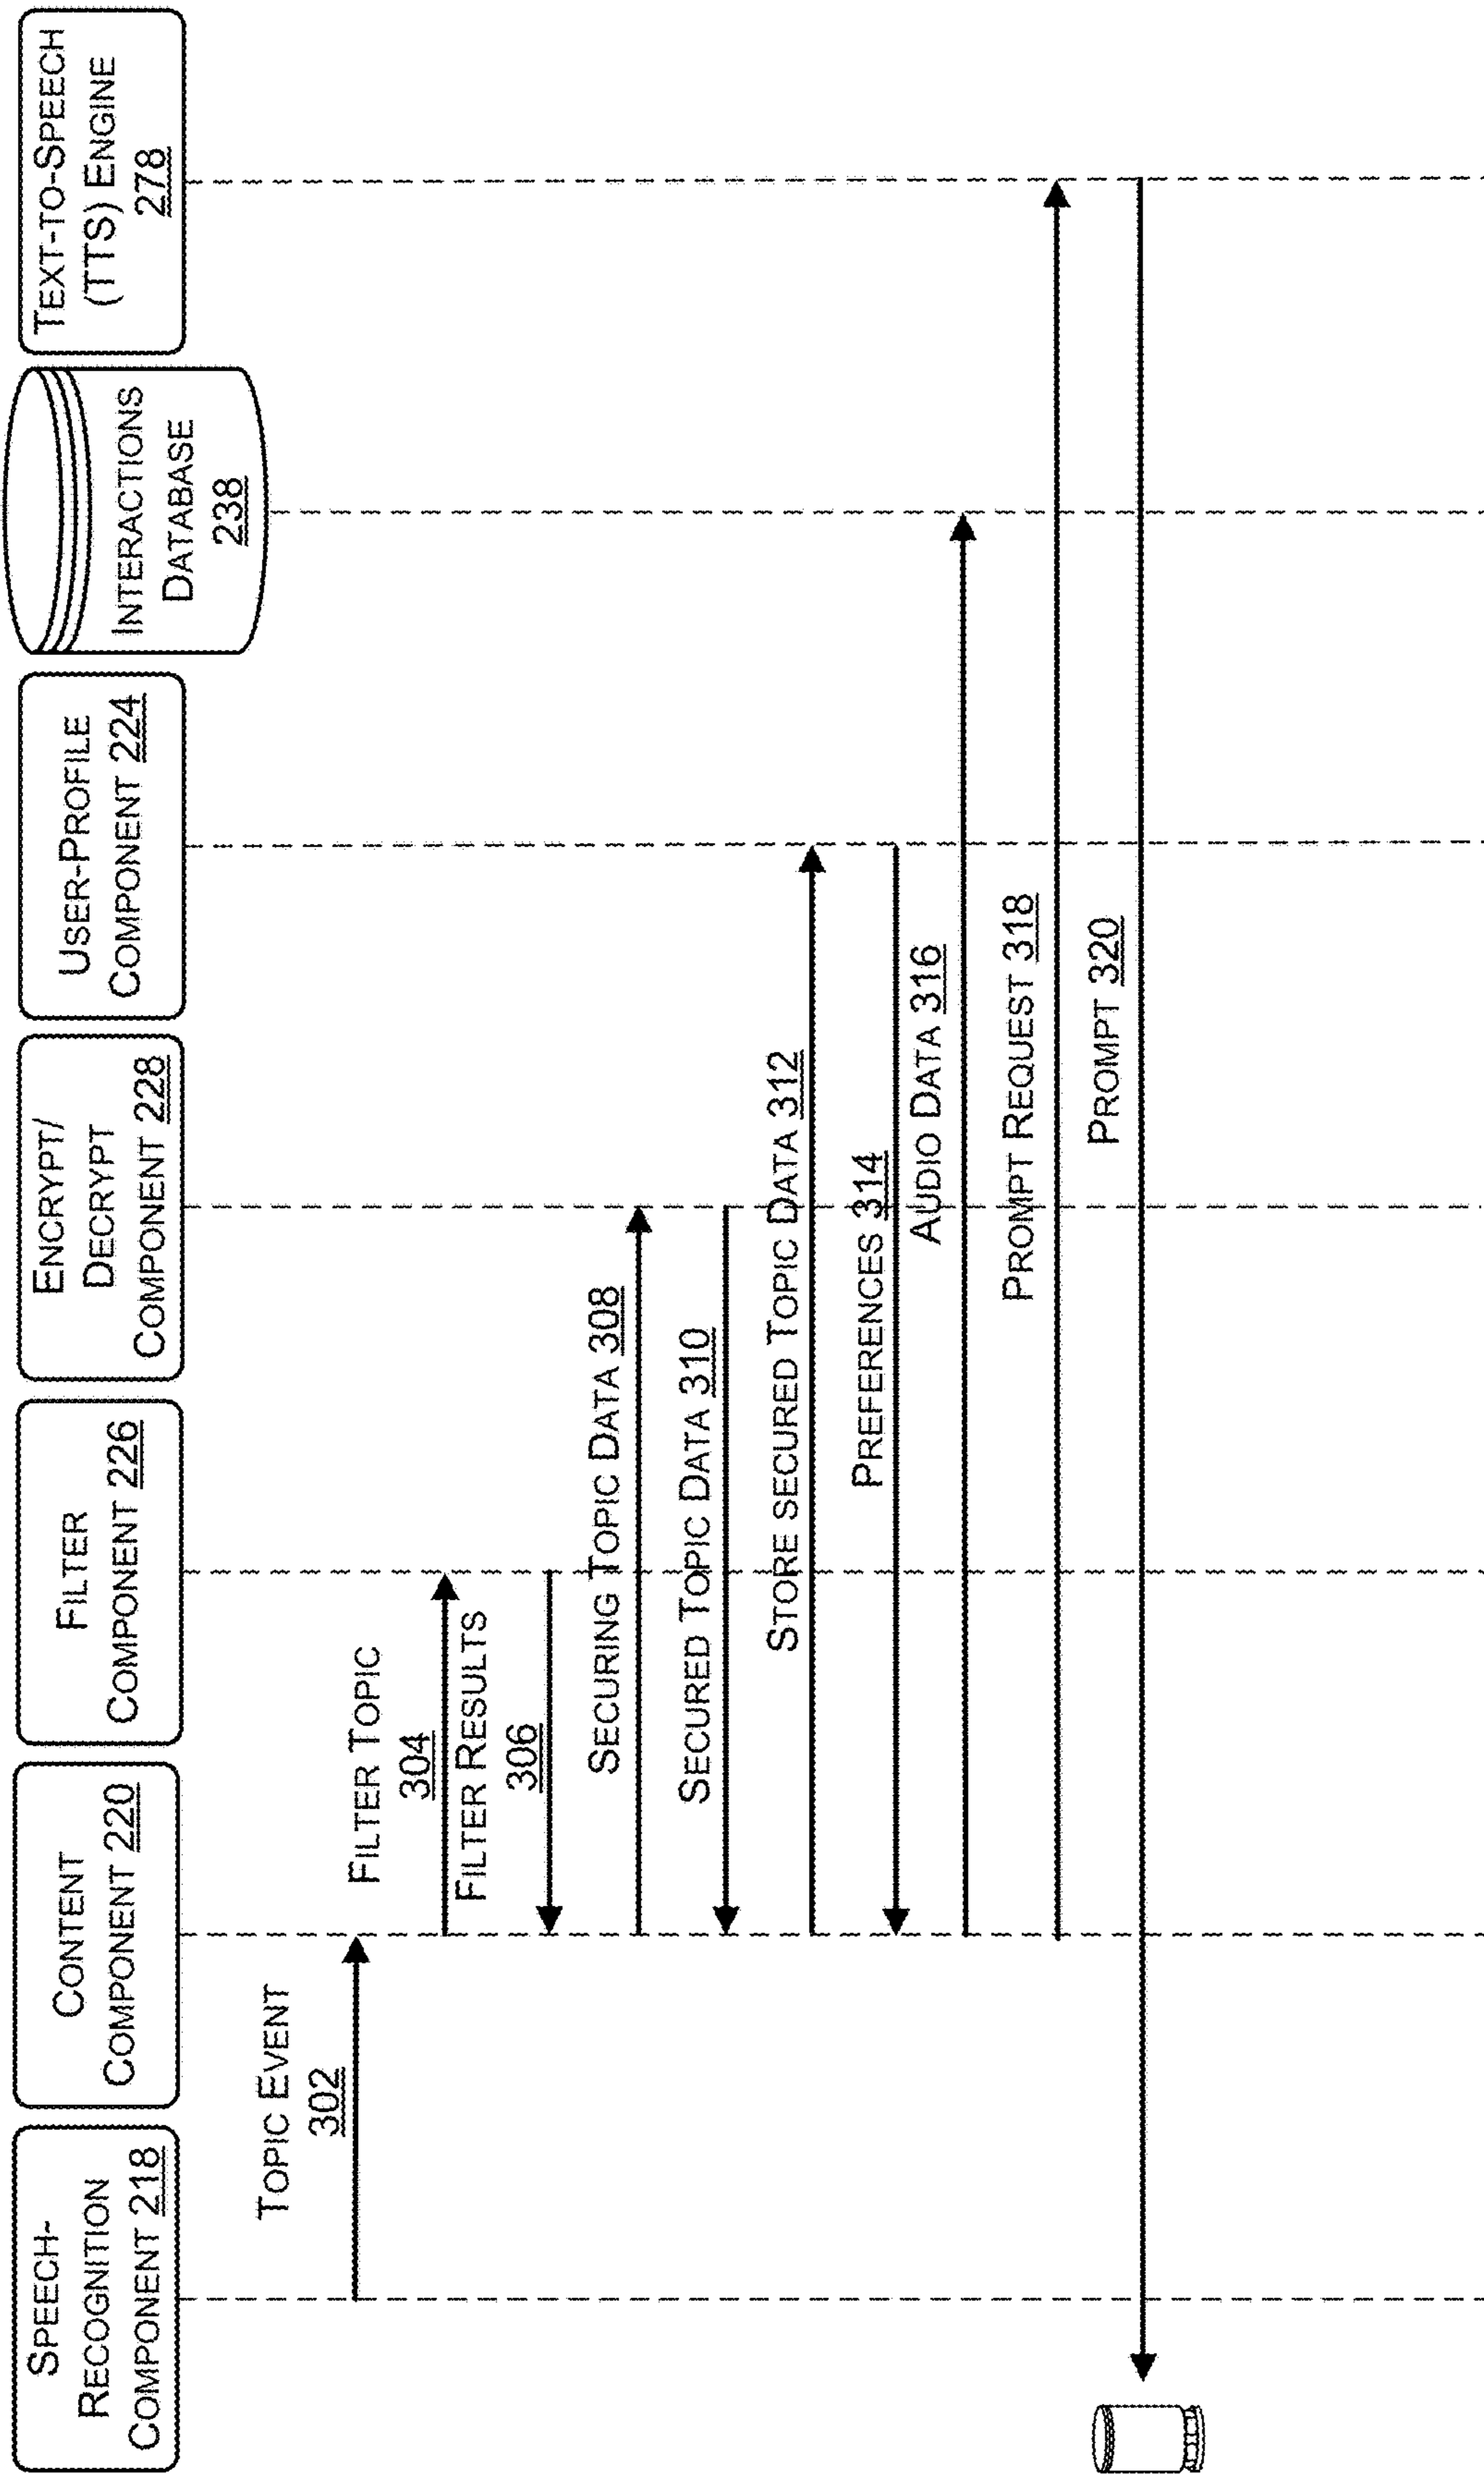 SPEECH-
RECOGNITION
COMPONENT 218
CONTENT
COMPONENT 220
FILTER
COMPONENT 226
ENCRYPT/
DECRYPT
COMPONENT 228
USER-PROFILE
COMPONENT 224
INTERACTIONS
DATABASE
238
TEXT-TO-SPEECH
(TTS) ENGINE
278
TOPIC EVENT
302
FILTER TOPIC
304
FILTER RESULTS
306
SECURING TOPIC DATA 308
SECURED TOPIC DATA 310
STORE SECURED TOPIC DATA 312
PREFERENCES 314
AUDIO DATA 316
PROMPT REQUEST 318
PROMPT 320